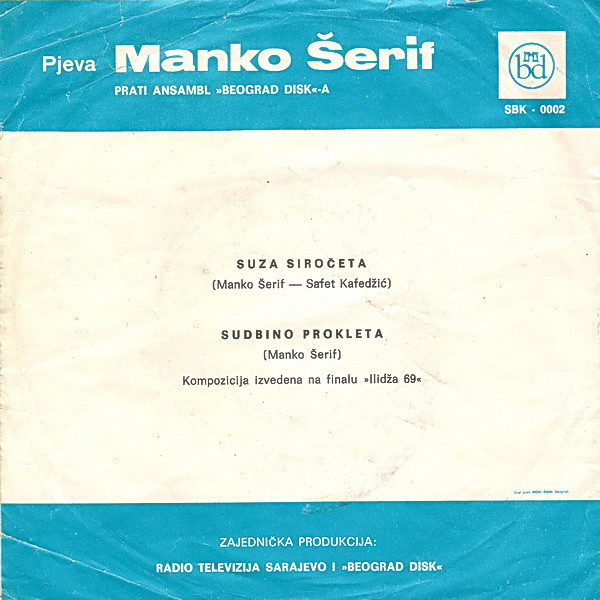 Pjeva Manko Šerif
PRATI ANSAMBL »BEOGRAD DISK«-A
bd
SBK - 0002
SUZA SIROČETA
(Manko Šerif — Safet Kafedžić)
SUDBINO PROKLETA
(Manko Šerif)
Kompozicija izvedena na finalu »Ilidža 69«
ZAJEDNIČKA PRODUKCIJA:
RADIO TELEVIZIJA SARAJEVO I »BEOGRAD DISK«